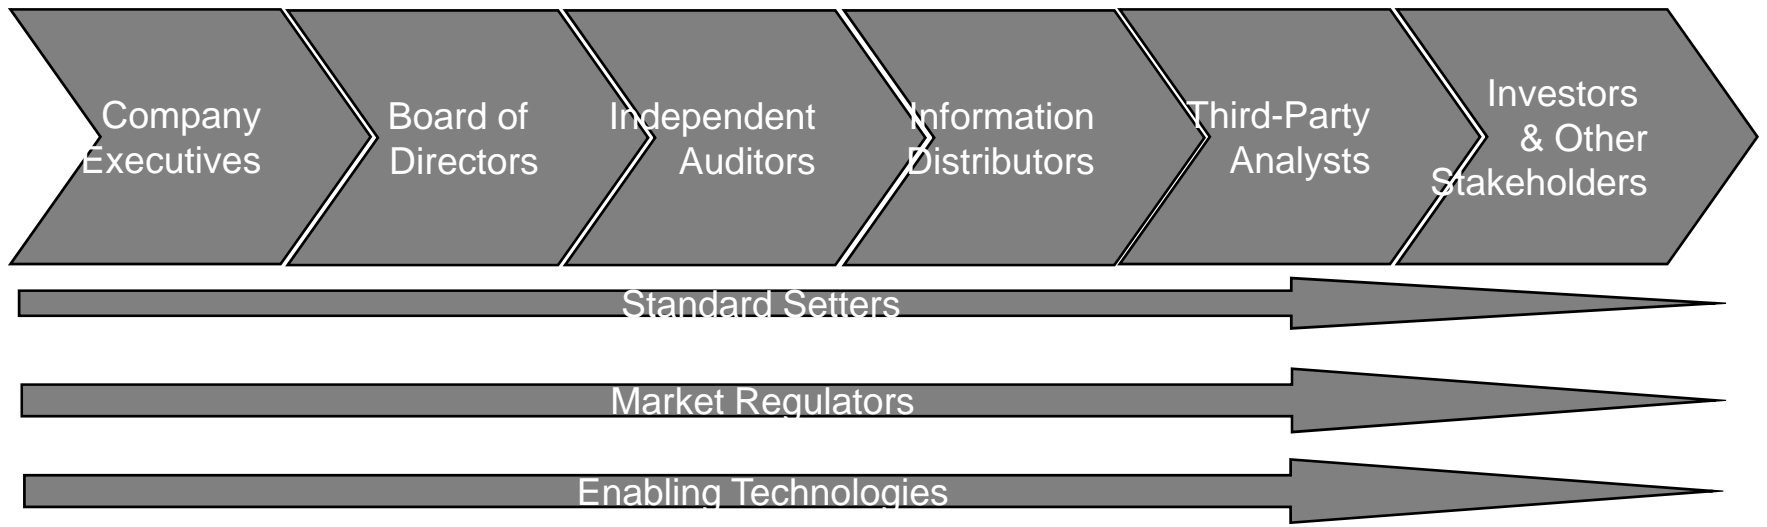 Company
Executives
Board of
Directors
Independent
Auditors
Information
Distributors
Third-Party
Analysts
Investors
& Other
Stakeholders
Standard Setters
Market Regulators
Enabling Technologies